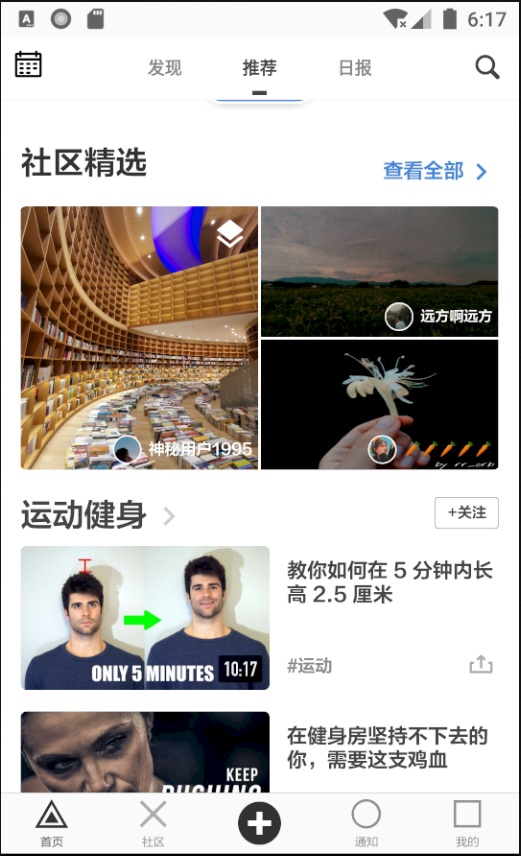 6:17
发现 推荐 日报
社区精选
查看全部
远方啊远方
神秘用户1995
by rr_orb
运动健身
+关注
教你如何在 5 分钟内长
高 2.5 厘米
ONLY 5 MINUTES
10:17
#运动
在健身房坚持不下去的
你，需要这支鸡血
KEEP
PUSHING
首页 社区 通知 我的